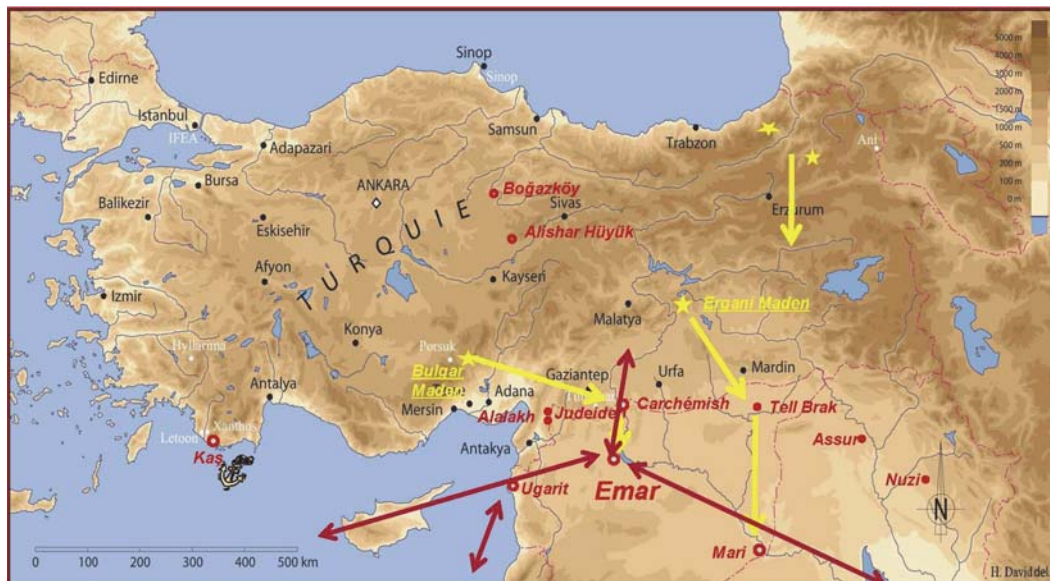 5000 m
4000 m
3000 m
2000 m
1500 m
1000 m
500 m
200 m
100 m
0 m
Sinop
Sinop
Edirne
Istanbul
IFEA
Samsun
Trabzon
Ani
Adapazari
Bursa
ANKARA
Boğazköy
Sivas
Erzurum
Balikezir
Eskisehir
TURQUIE
Alishar Hüyük
Afyon
Kayseri
Izmir
Malatya
Ergani Maden
Konya
Porsuk
Hyllarima
Bulgar
Maden
Gaziantep
Urfa
Mardin
Antalya
Mersin
Adana
Carchémish
Tell Brak
Alalakh
Judeide
Xanthos
Letoon
Kaş
Antakya
Assur
Ugarit
Emar
Nuzi
N
Mari
0 100 200 300 400 500 km
H. David del.